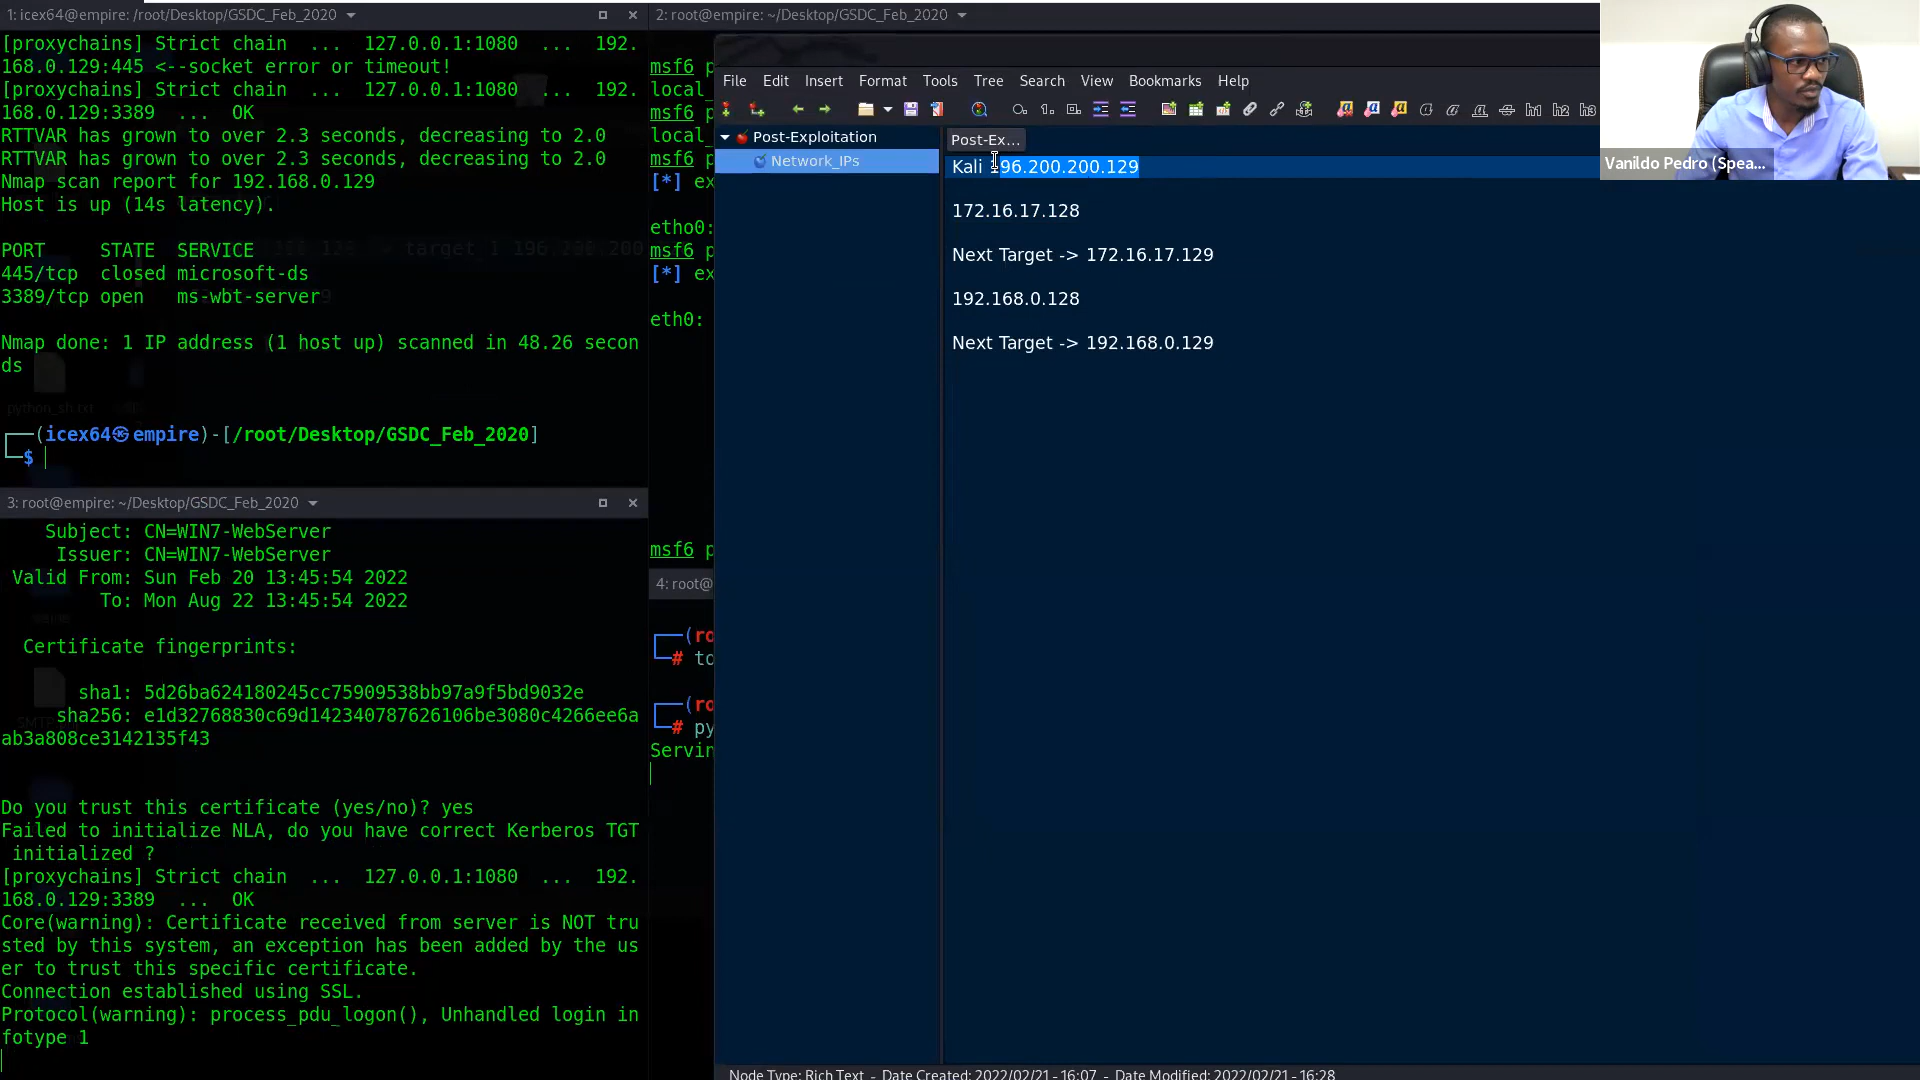 1: icex64@empire: /root/Desktop/GSDC_Feb_2020
[proxychains] Strict chain  ...  127.0.0.1:1080  ...  192.
168.0.129:445 <--socket error or timeout!
[proxychains] Strict chain  ...  127.0.0.1:1080  ...  192.
168.0.129:3389  ...  OK
RTTVAR has grown to over 2.3 seconds, decreasing to 2.0
RTTVAR has grown to over 2.3 seconds, decreasing to 2.0
Nmap scan report for 192.168.0.129
Host is up (14s latency).
PORT     STATE  SERVICE
445/tcp  closed microsoft-ds
3389/tcp open   ms-wbt-server
Nmap done: 1 IP address (1 host up) scanned in 48.26 secon
ds
(icex64㉿empire)-[/root/Desktop/GSDC_Feb_2020]
$
3: root@empire: ~/Desktop/GSDC_Feb_2020
Subject: CN=WIN7-WebServer
Issuer: CN=WIN7-WebServer
Valid From: Sun Feb 20 13:45:54 2022
To: Mon Aug 22 13:45:54 2022
Certificate fingerprints:
sha1: 5d26ba624180245cc75909538bb97a9f5bd9032e
sha256: e1d32768830c69d142340787626106be3080c4266ee6a
ab3a808ce3142135f43
Do you trust this certificate (yes/no)? yes
Failed to initialize NLA, do you have correct Kerberos TGT
initialized ?
[proxychains] Strict chain  ...  127.0.0.1:1080  ...  192.
168.0.129:3389  ...  OK
Core(warning): Certificate received from server is NOT tru
sted by this system, an exception has been added by the us
er to trust this specific certificate.
Connection established using SSL.
Protocol(warning): process_pdu_logon(), Unhandled login in
fotype 1
2: root@empire: ~/Desktop/GSDC_Feb_2020
msf6 p
local_
msf6 p
local_
msf6 p
[*] ex
etho0:
msf6 p
[*] ex
eth0:
msf6 p
4: root@
(ro
# to
(ro
# py
Servin
File Edit Insert Format Tools Tree Search View Bookmarks Help
Post-Exploitation
Network_IPs
Post-Ex...
Kali 196.200.200.129
172.16.17.128
Next Target -> 172.16.17.129
192.168.0.128
Next Target -> 192.168.0.129
Node Type: Rich Text  -  Date Created: 2022/02/21 - 16:07  -  Date Modified: 2022/02/21 - 16:28
Vanildo Pedro (Spea...